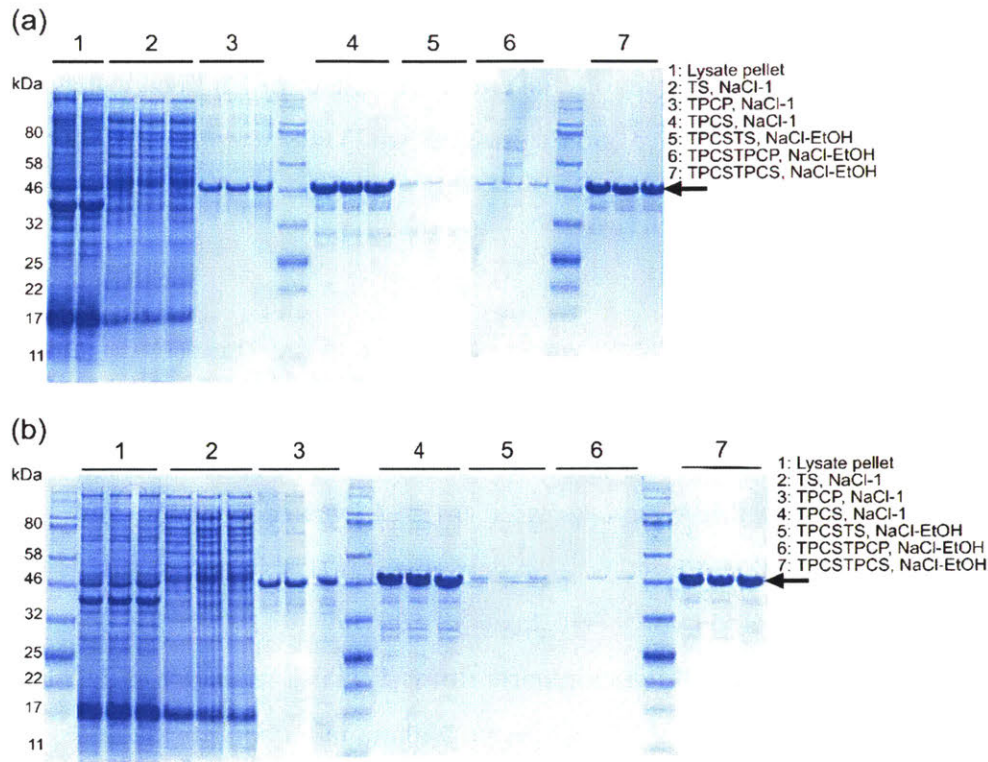 (a)
1 2 3 4 5 6 7
kDa
80
58
46
32
25
22
17
11
1: Lysate pellet
2: TS, NaCl-1
3: TPCP, NaCl-1
4: TPCS, NaCl-1
5: TPCSTS, NaCl-EtOH
6: TPCSTPCP, NaCl-EtOH
7: TPCSTPCS, NaCl-EtOH
(b)
1 2 3 4 5 6 7
kDa
80
58
46
32
25
22
17
11
1: Lysate pellet
2: TS, NaCl-1
3: TPCP, NaCl-1
4: TPCS, NaCl-1
5: TPCSTS, NaCl-EtOH
6: TPCSTPCP, NaCl-EtOH
7: TPCSTPCS, NaCl-EtOH